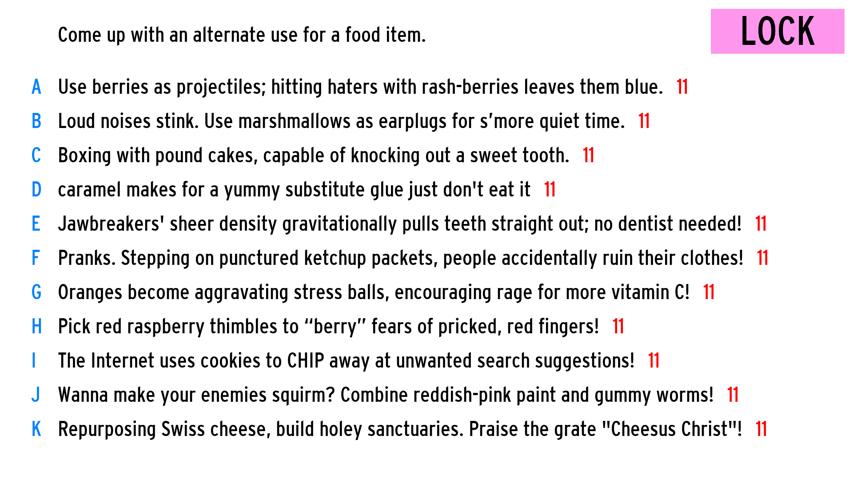 Come up with an alternate use for a food item.
LOCK
A Use berries as projectiles; hitting haters with rash-berries leaves them blue. 11
B Loud noises stink. Use marshmallows as earplugs for s’more quiet time. 11
C Boxing with pound cakes, capable of knocking out a sweet tooth. 11
D caramel makes for a yummy substitute glue just don't eat it 11
E Jawbreakers' sheer density gravitationally pulls teeth straight out; no dentist needed! 11
F Pranks. Stepping on punctured ketchup packets, people accidentally ruin their clothes! 11
G Oranges become aggravating stress balls, encouraging rage for more vitamin C! 11
H Pick red raspberry thimbles to “berry” fears of pricked, red fingers! 11
I The Internet uses cookies to CHIP away at unwanted search suggestions! 11
J Wanna make your enemies squirm? Combine reddish-pink paint and gummy worms! 11
K Repurposing Swiss cheese, build holey sanctuaries. Praise the grate "Cheesus Christ"! 11